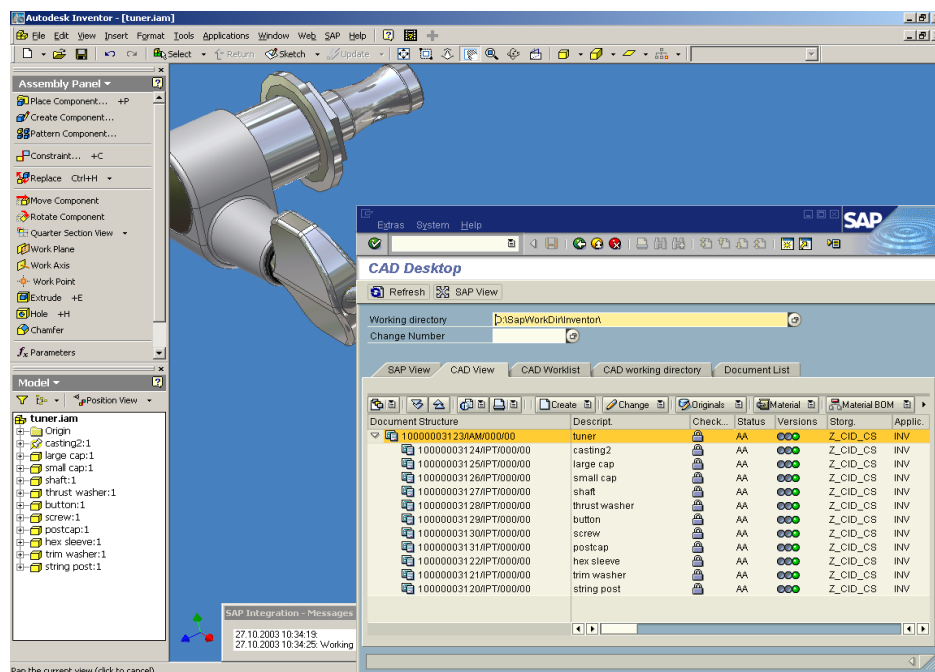 Autodesk Inventor - [tuner.iam]
File Edit View Insert Format Tools Applications Window Web SAP Help
Select Return Sketch Update
Assembly Panel
Place Component... +P
Create Component...
Pattern Component...
Constraint... +C
Replace Ctrl+H
Move Component
Rotate Component
Quarter Section View
Work Plane
Work Axis
Work Point
Extrude +E
Hole +H
Chamfer
fx Parameters
Model
Position View
tuner.iam
Origin
casting2:1
large cap:1
small cap:1
shaft:1
thrust washer:1
button:1
screw:1
postcap:1
hex sleeve:1
trim washer:1
string post:1
SAP Integration - Messages
27.10.2003 10:34:19:
27.10.2003 10:34:25: Working
Pan the current view (click to cancel)
Extras System Help
SAP
CAD Desktop
Refresh SAP View
Working directory D:\SapWorkDir\Inventor\
Change Number
SAP View CAD View CAD Worklist CAD working directory Document List
Create Change Originals Material Material BOM
Document Structure Descript. Check... Status Versions Storg. Applic.
10000003123/IAM/000/00 tuner AA Z_CID_CS INV
10000003124/IPT/000/00 casting2 AA Z_CID_CS INV
10000003125/IPT/000/00 large cap AA Z_CID_CS INV
10000003126/IPT/000/00 small cap AA Z_CID_CS INV
10000003127/IPT/000/00 shaft AA Z_CID_CS INV
10000003128/IPT/000/00 thrust washer AA Z_CID_CS INV
10000003129/IPT/000/00 button AA Z_CID_CS INV
10000003130/IPT/000/00 screw AA Z_CID_CS INV
10000003131/IPT/000/00 postcap AA Z_CID_CS INV
10000003122/IPT/000/00 hex sleeve AA Z_CID_CS INV
10000003121/IPT/000/00 trim washer AA Z_CID_CS INV
10000003120/IPT/000/00 string post AA Z_CID_CS INV